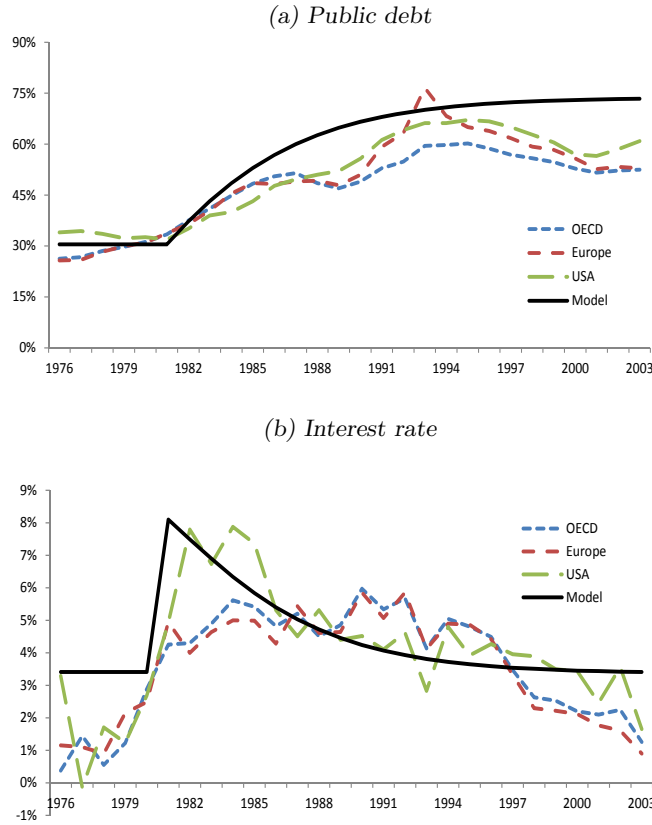 (a) Public debt
90%
75%
60%
45%
30%
15%
0%
OECD
Europe
USA
Model
1976 1979 1982 1985 1988 1991 1994 1997 2000 2003
(b) Interest rate
9%
8%
7%
6%
5%
4%
3%
2%
1%
0%
-1%
OECD
Europe
USA
Model
1976 1979 1982 1985 1988 1991 1994 1997 2000 2003